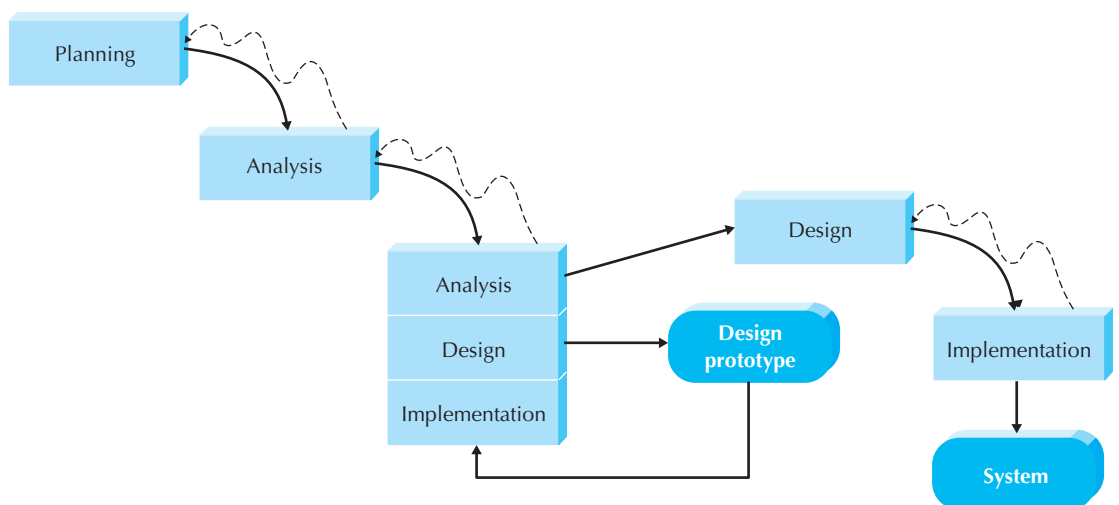 Planning
Analysis
Analysis
Design
Implementation
Design
prototype
Design
Implementation
System